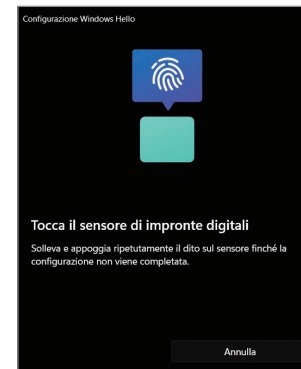 Configurazione Windows Hello
Tocca il sensore di impronte digitali
Solleva e appoggia ripetutamente il dito sul sensore finché la
configurazione non viene completata.
Annulla